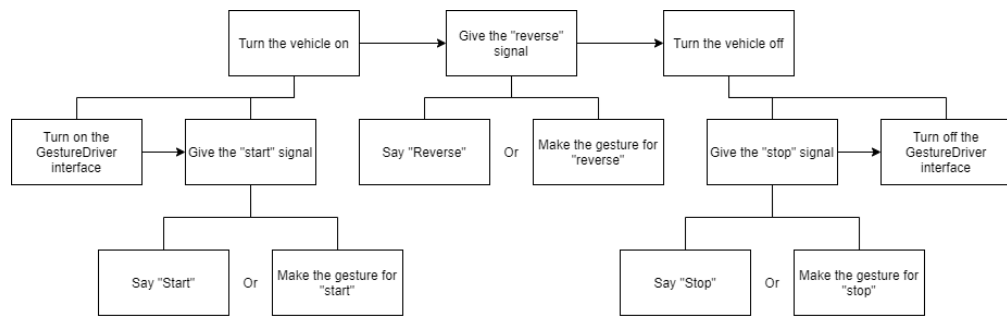 Turn the vehicle on
Give the "reverse"
signal
Turn the vehicle off
Turn on the
GestureDriver
interface
Give the "start" signal
Say "Reverse"
Or
Make the gesture for
"reverse"
Give the "stop" signal
Turn off the
GestureDriver
interface
Say "Start"
Or
Make the gesture for
"start"
Say "Stop"
Or
Make the gesture for
"stop"